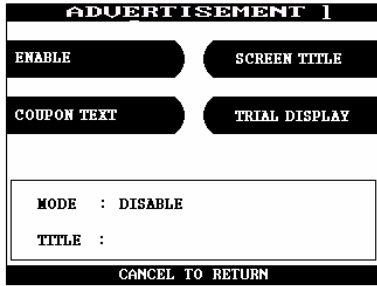 ADVERTISEMENT 1
ENABLE
SCREEN TITLE
COUPON TEXT
TRIAL DISPLAY
MODE : DISABLE
TITLE :
CANCEL TO RETURN